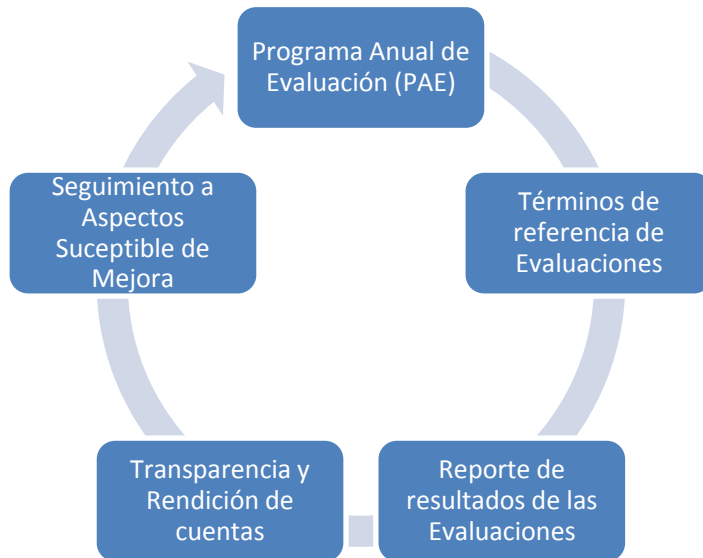 Programa Anual de
Evaluación (PAE)
Términos de
referencia de
Evaluaciones
Reporte de
resultados de las
Evaluaciones
Transparencia y
Rendición de
cuentas
Seguimiento a
Aspectos
Suceptible de
Mejora